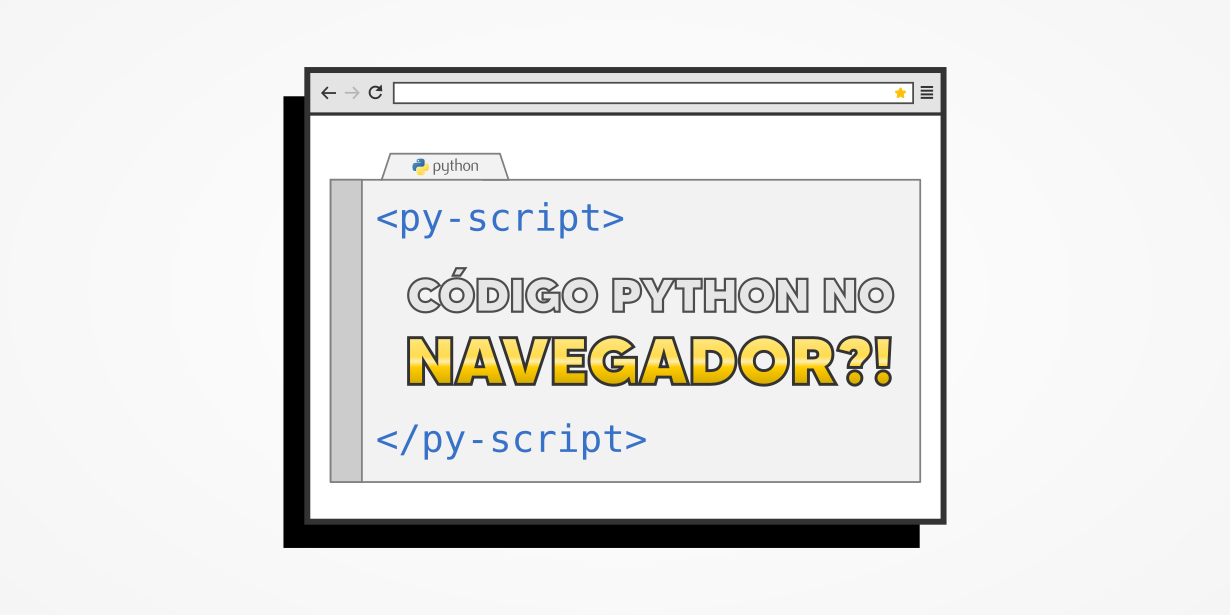 python
<py-script>
CÓDIGO PYTHON NO
NAVEGADOR?!
</py-script>